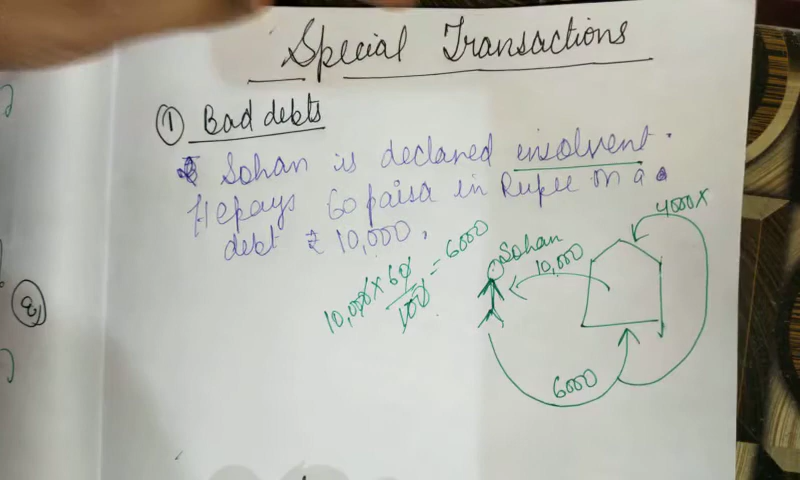 Special Transactions
① Bad debts
Sohan is declared insolvent.
He pays 60 paisa in Rupee on a
debt ₹ 10,000.
4000 X
Sohan
10,000
10,000 × 60/100 = 6000
6000
③